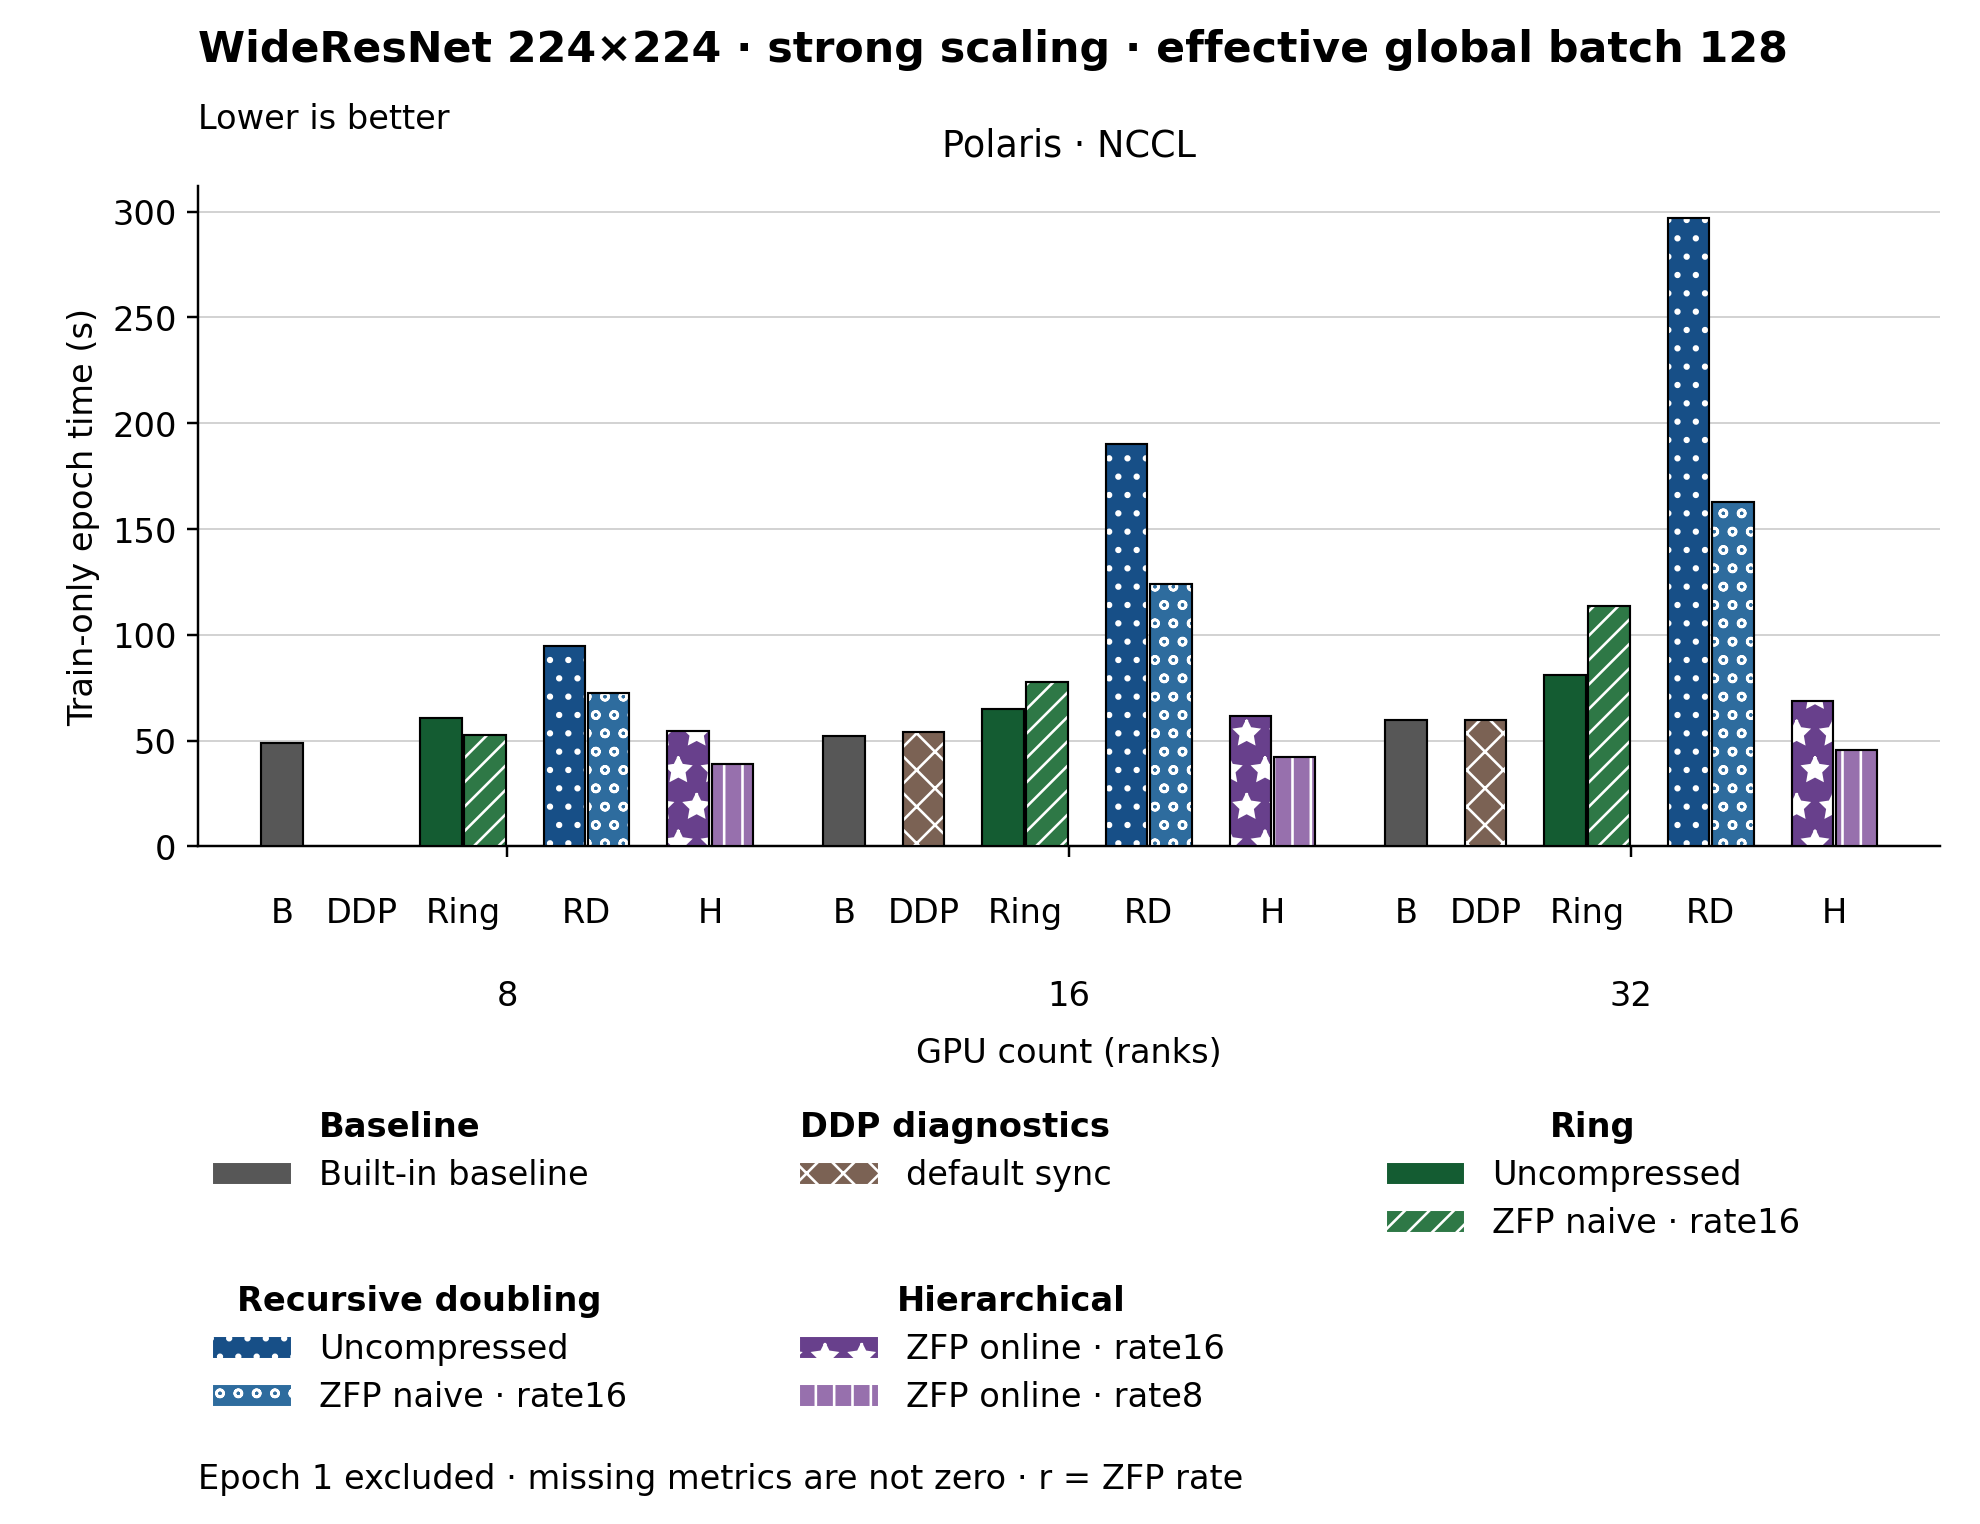 WideResNet 224×224 · strong scaling · effective global batch 128
Lower is better
Polaris · NCCL
Train-only epoch time (s)
300
250
200
150
100
50
0
B DDP Ring RD H B DDP Ring RD H B DDP Ring RD H
8 16 32
GPU count (ranks)
Baseline
Built-in baseline
DDP diagnostics
default sync
Ring
Uncompressed
ZFP naive · rate16
Recursive doubling
Uncompressed
ZFP naive · rate16
Hierarchical
ZFP online · rate16
ZFP online · rate8
Epoch 1 excluded · missing metrics are not zero · r = ZFP rate